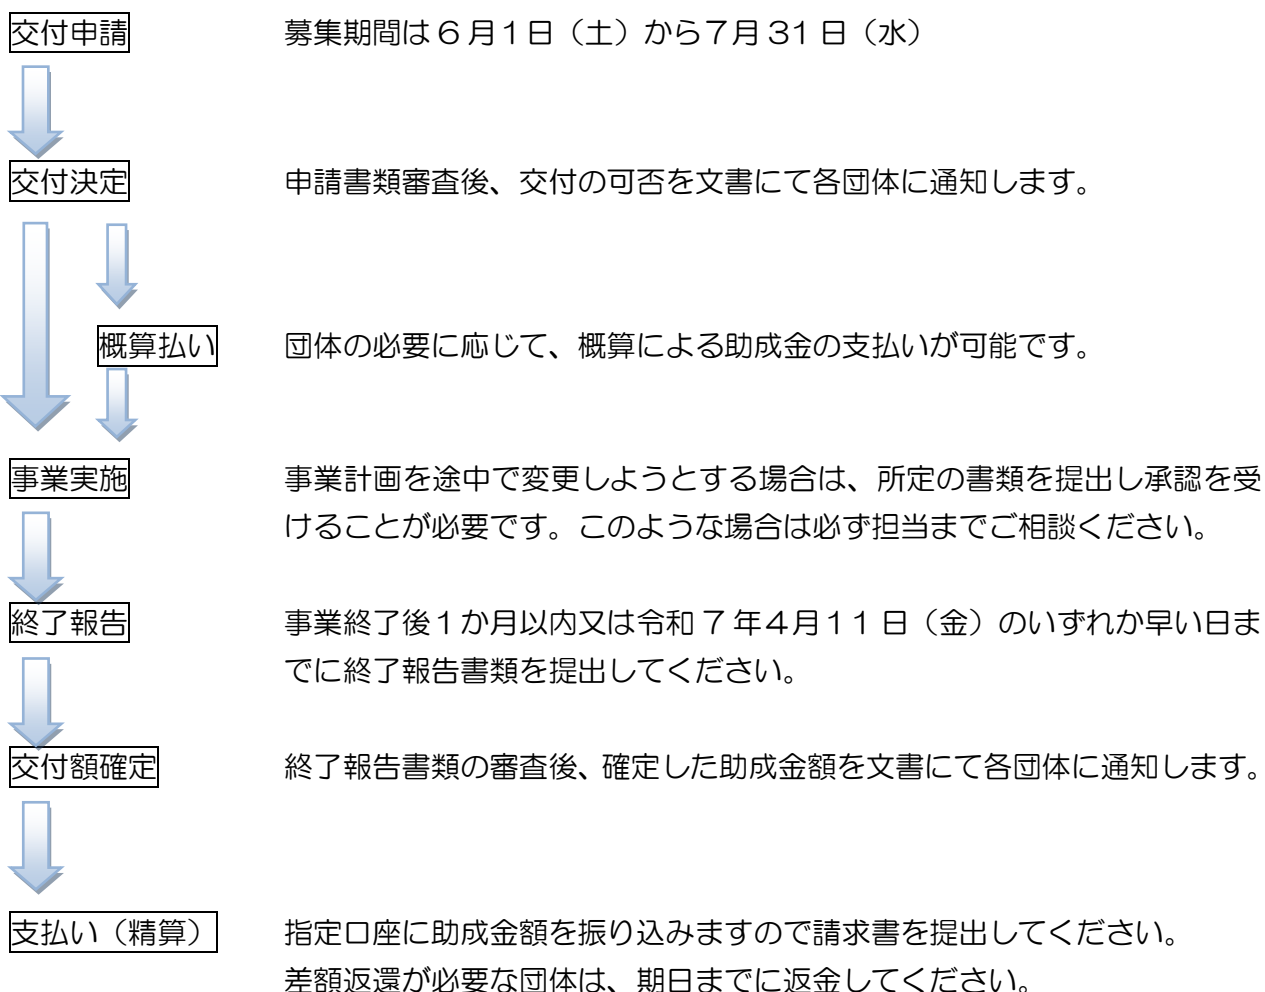 交付申請　募集期間は６月１日（土）から７月31日（水）
交付決定　申請書類審査後、交付の可否を文書にて各団体に通知します。
概算払い　団体の必要に応じて、概算による助成金の支払いが可能です。
事業実施　事業計画を途中で変更しようとする場合は、所定の書類を提出し承認を受
けることが必要です。このような場合は必ず担当までご相談ください。
終了報告　事業終了後１か月以内又は令和７年４月１１日（金）のいずれか早い日ま
でに終了報告書類を提出してください。
交付額確定　終了報告書類の審査後、確定した助成金額を文書にて各団体に通知します。
支払い（精算）　指定口座に助成金額を振り込みますので請求書を提出してください。
差額返還が必要な団体は、期日までに返金してください。